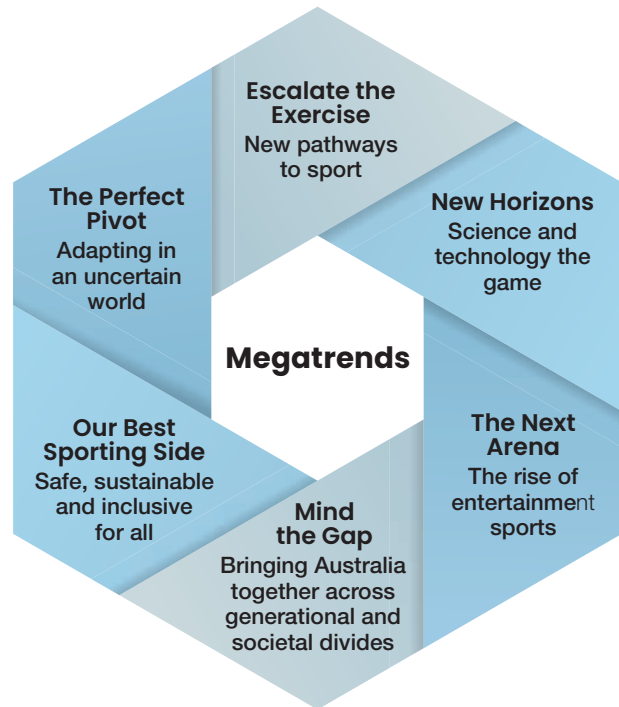 Escalate the
Exercise
New pathways
to sport
New Horizons
Science and
technology the
game
The Next
Arena
The rise of
entertainment
sports
Mind
the Gap
Bringing Australia
together across
generational and
societal divides
Our Best
Sporting Side
Safe, sustainable
and inclusive
for all
The Perfect
Pivot
Adapting in
an uncertain
world
Megatrends